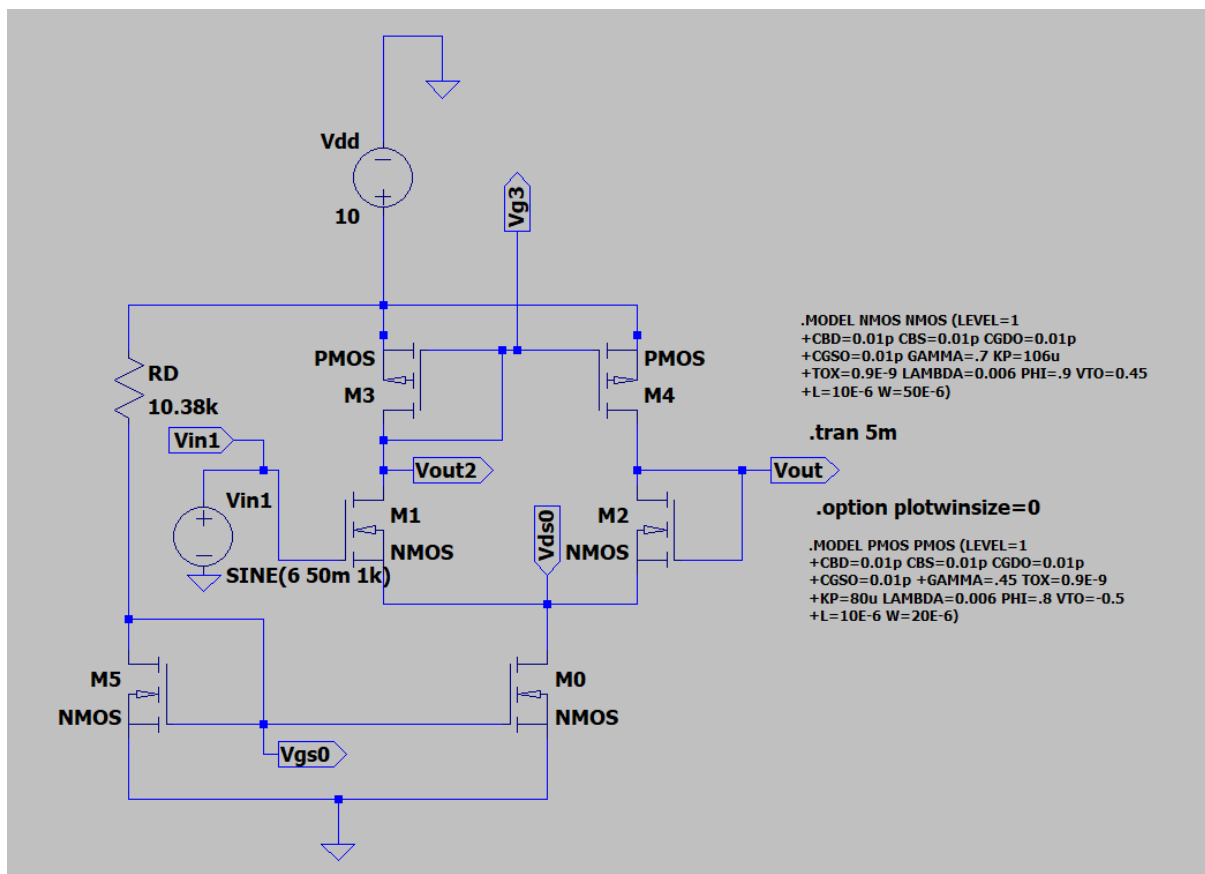 Vdd
10
Vg3
PMOS
M3
PMOS
M4
RD
10.38k
.MODEL NMOS NMOS (LEVEL=1
+CBD=0.01p CBS=0.01p CGDO=0.01p
+CGSO=0.01p GAMMA=.7 KP=106u
+TOX=0.9E-9 LAMBDA=0.006 PHI=.9 VTO=0.45
+L=10E-6 W=50E-6)
.tran 5m
Vin1
Vout2
Vout
Vin1
SINE(6 50m 1k)
M1
NMOS
Vds0
M2
NMOS
.option plotwinsize=0
.MODEL PMOS PMOS (LEVEL=1
+CBD=0.01p CBS=0.01p CGDO=0.01p
+CGSO=0.01p +GAMMA=.45 TOX=0.9E-9
+KP=80u LAMBDA=0.006 PHI=.8 VTO=-0.5
+L=10E-6 W=20E-6)
M5
NMOS
M0
NMOS
Vgs0